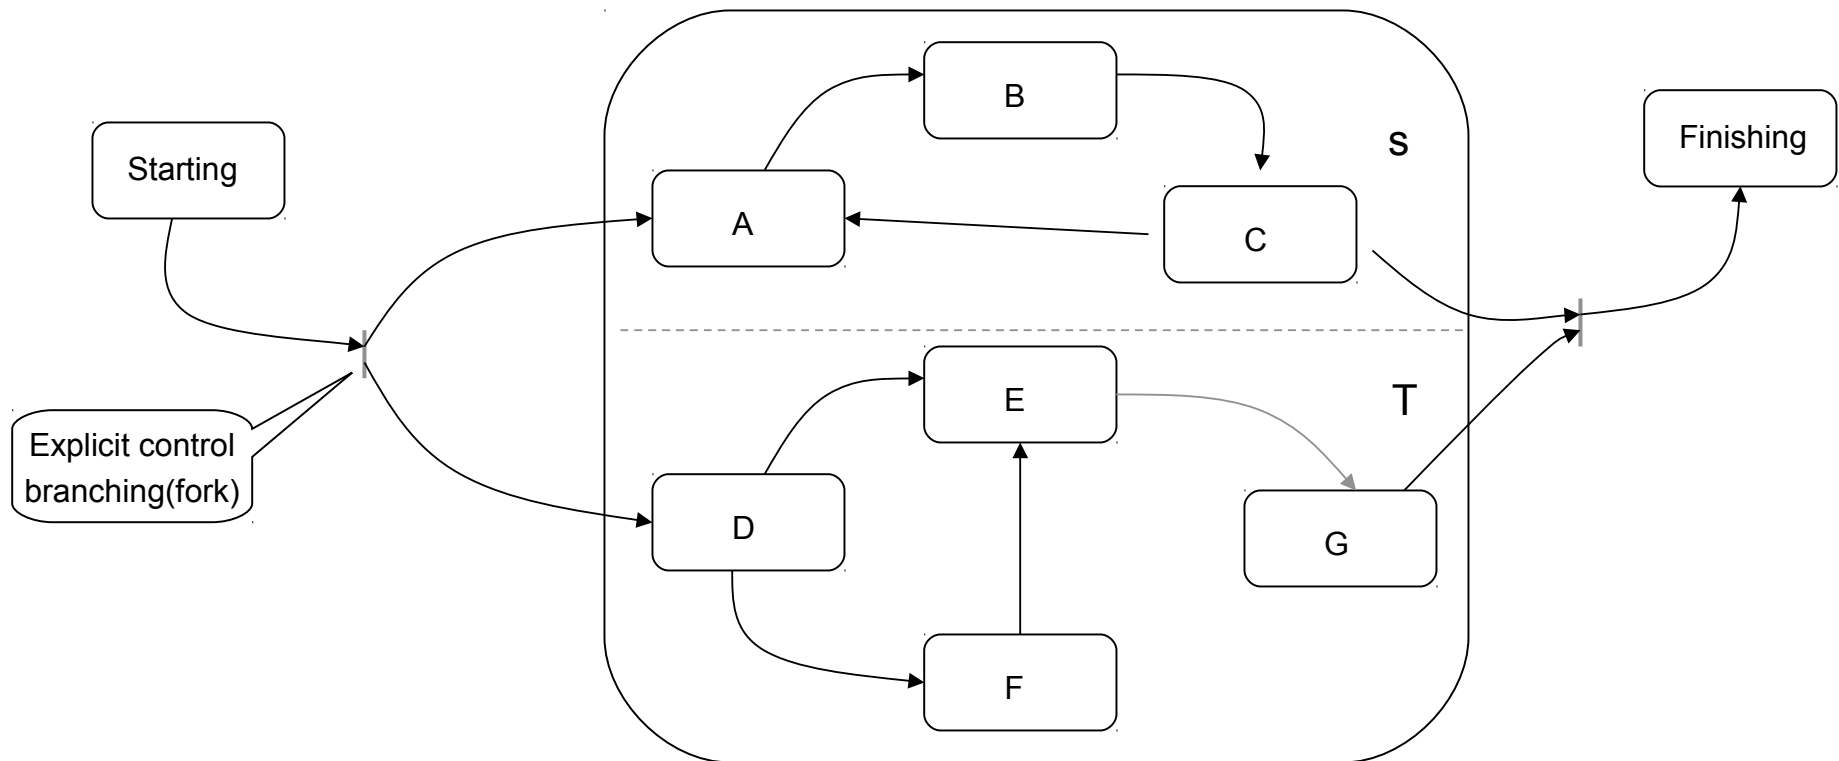 Starting
B
S
Finishing
A
C
Explicit control
branching(fork)
E
T
D
G
F